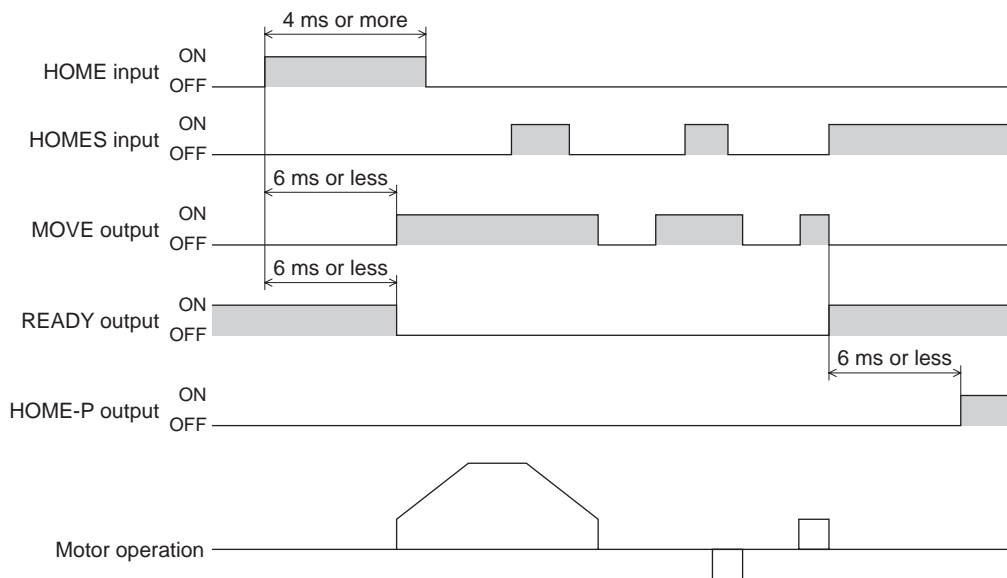 4 ms or more
HOME input
ON
OFF
HOMES input
ON
OFF
6 ms or less
MOVE output
ON
OFF
6 ms or less
READY output
ON
OFF
6 ms or less
HOME-P output
ON
OFF
Motor operation